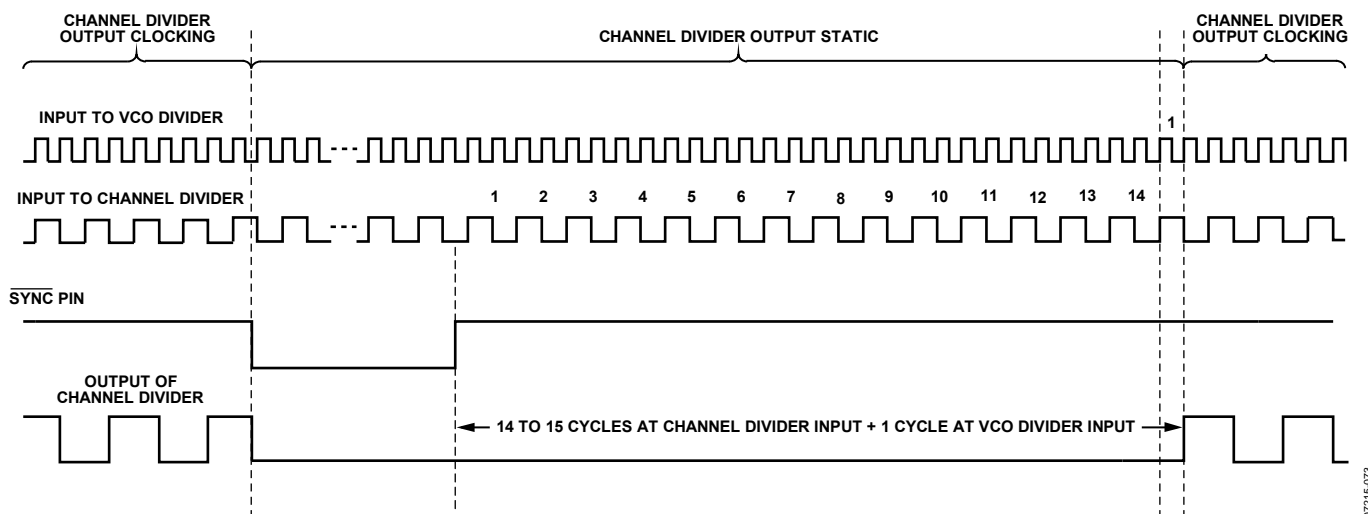 CHANNEL DIVIDER
OUTPUT CLOCKING
CHANNEL DIVIDER OUTPUT STATIC
CHANNEL DIVIDER
OUTPUT CLOCKING
INPUT TO VCO DIVIDER
1
INPUT TO CHANNEL DIVIDER
1 2 3 4 5 6 7 8 9 10 11 12 13 14
SYNC PIN
OUTPUT OF
CHANNEL DIVIDER
14 TO 15 CYCLES AT CHANNEL DIVIDER INPUT + 1 CYCLE AT VCO DIVIDER INPUT